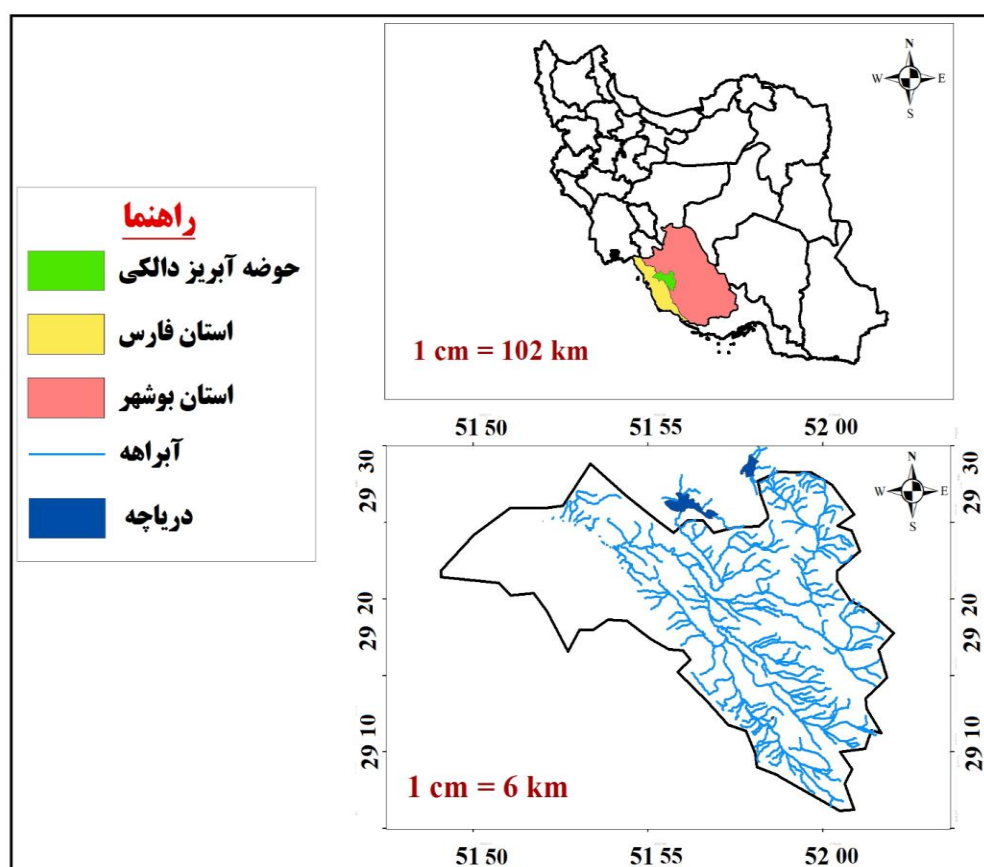 N
W E
S
1 cm = 102 km
راهنما
حوضه آبریز دالکی
استان فارس
استان بوشهر
آبراهه
دریاچه
51 50 51 55 52 00
N
W E
S
29 30 29 30
29 20 29 20
29 10 29 10
1 cm = 6 km
51 50 51 55 52 00